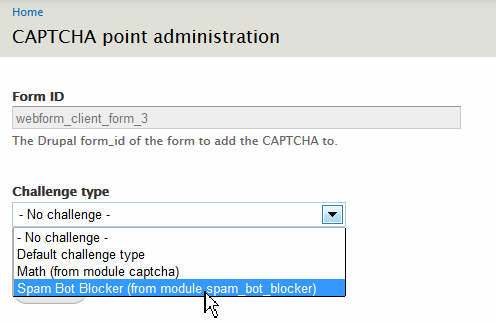 Home
CAPTCHA point administration
Form ID
webform_client_form_3
The Drupal form_id of the form to add the CAPTCHA to.
Challenge type
- No challenge -
- No challenge -
Default challenge type
Math (from module captcha)
Spam Bot Blocker (from module spam_bot_blocker)